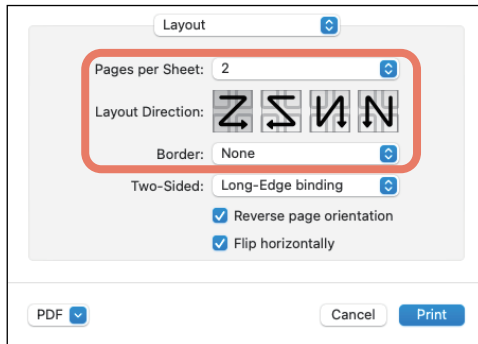 Layout
Pages per Sheet: 2
Layout Direction:
Border: None
Two-Sided: Long-Edge binding
Reverse page orientation
Flip horizontally
PDF Cancel Print